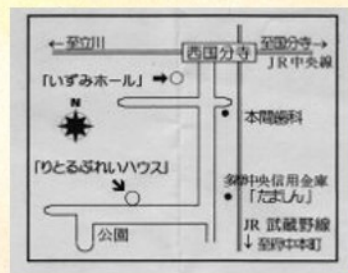 ←至立川
西国分寺
至国分寺→
JR中央線
「いずみホール」➡○
N
本間歯科
「りとるぷれいハウス」
多摩中央信用金庫
「たましん」
公園
JR 武蔵野線
↓至府中本町